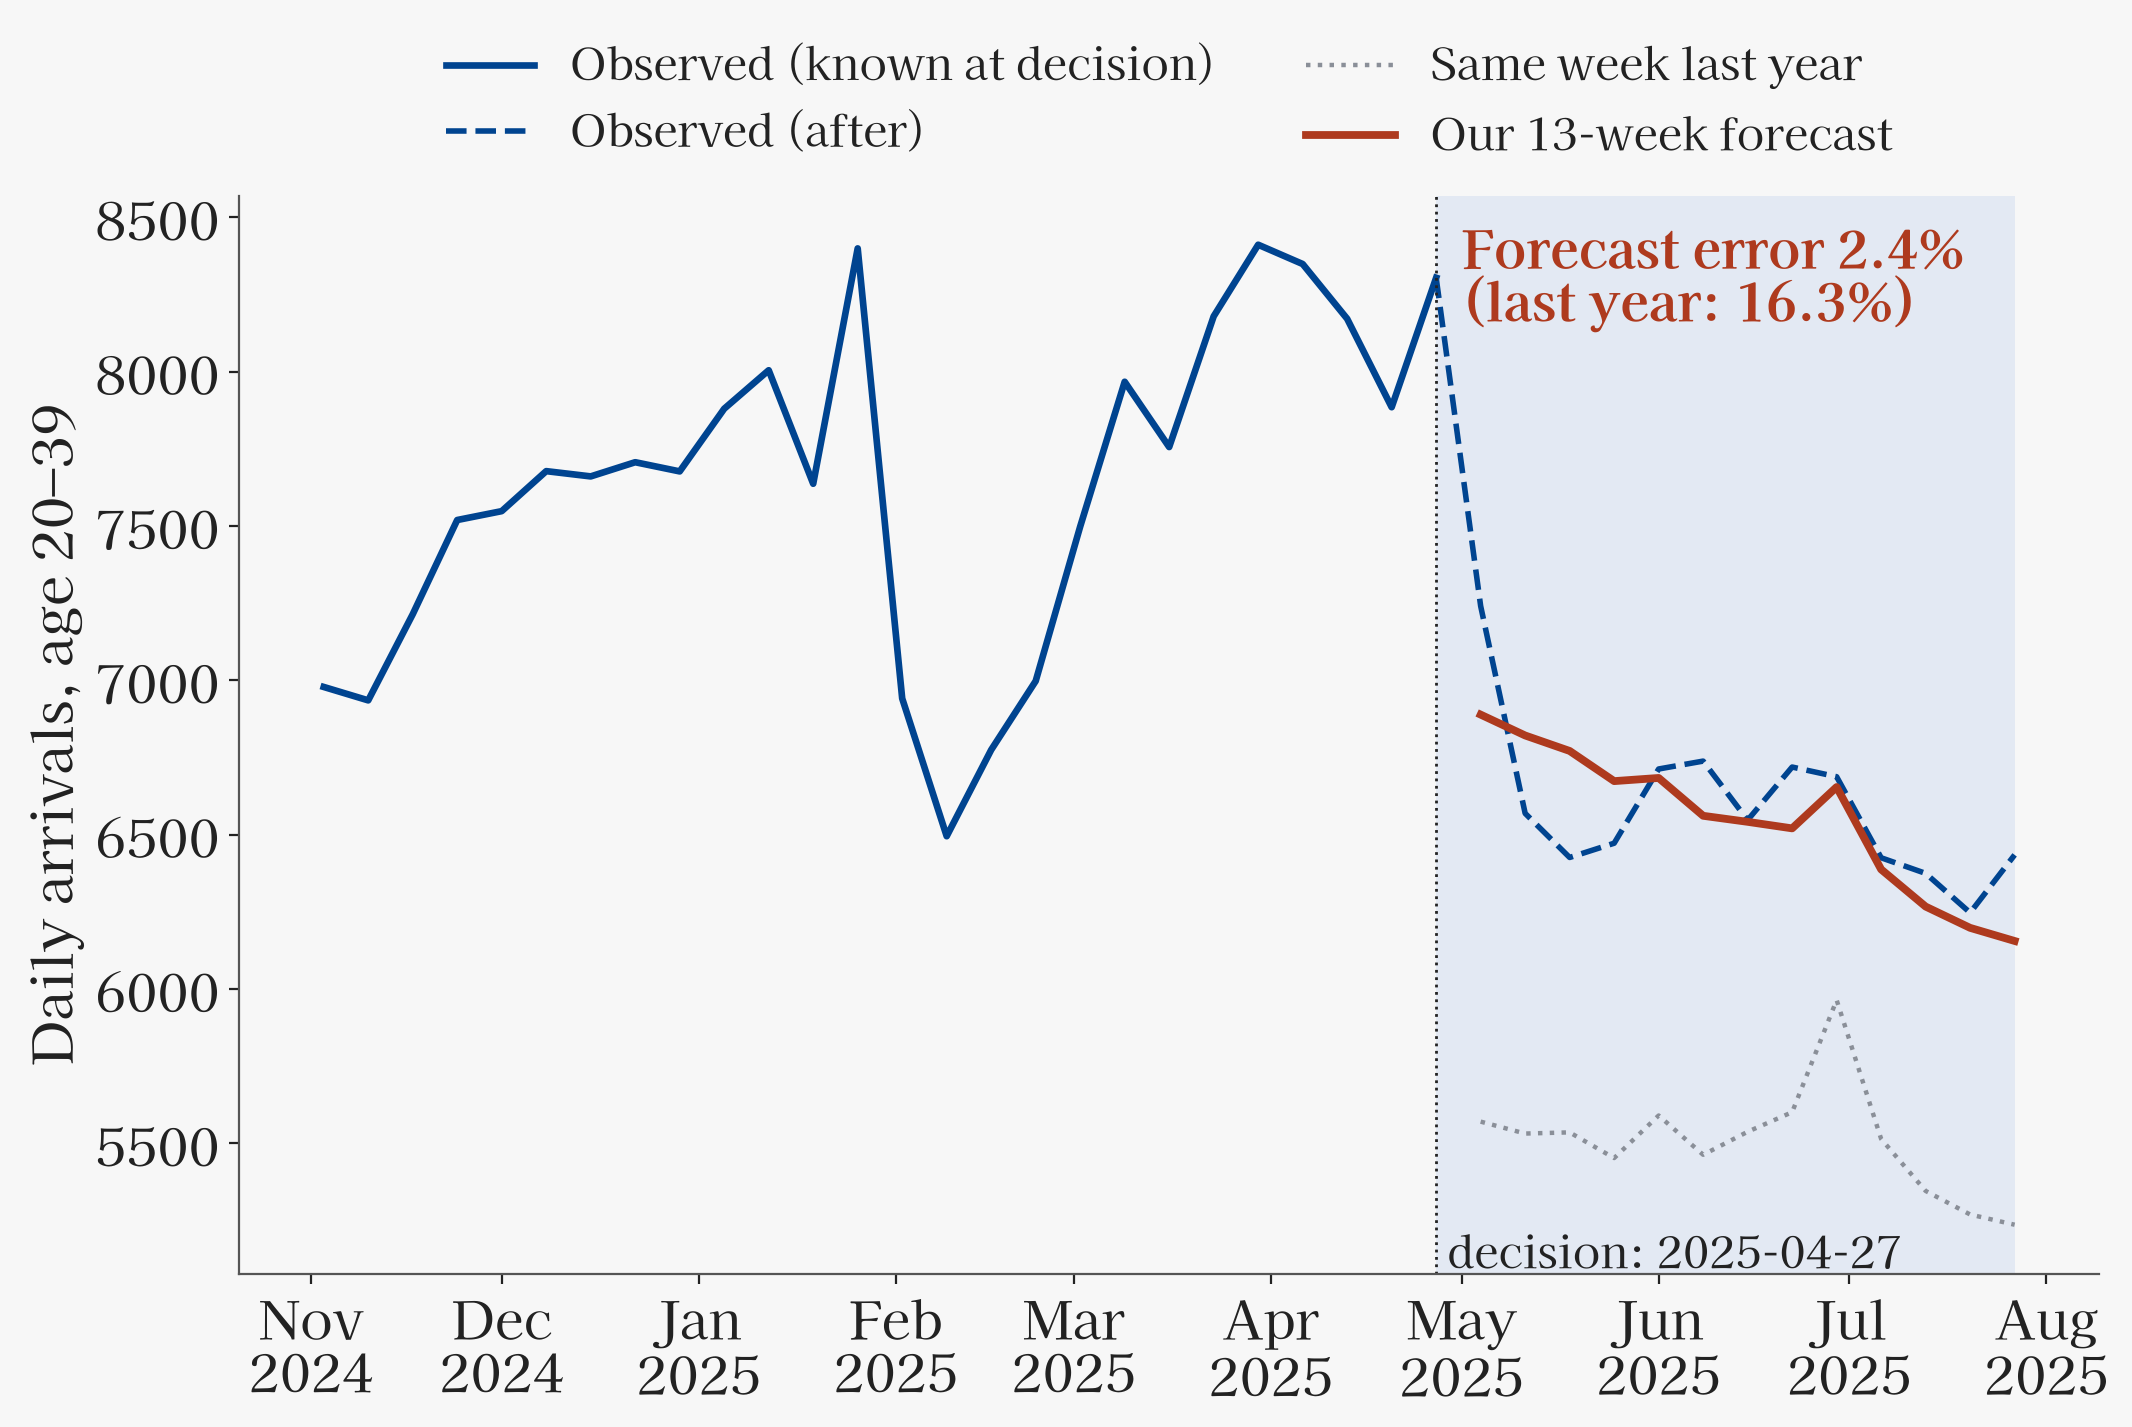 Observed (known at decision)
Observed (after)
Same week last year
Our 13-week forecast
Daily arrivals, age 20–39
8500
8000
7500
7000
6500
6000
5500
Forecast error 2.4%
(last year: 16.3%)
decision: 2025-04-27
Nov
2024
Dec
2024
Jan
2025
Feb
2025
Mar
2025
Apr
2025
May
2025
Jun
2025
Jul
2025
Aug
2025